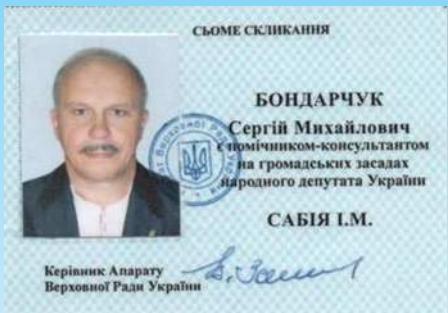 СЬОМЕ СКЛИКАННЯ
БОНДАРЧУК
Сергій Михайлович
є помічником-консультантом
на громадських засадах
народного депутата України
САБІЯ І.М.
Керівник Апарату
Верховної Ради України